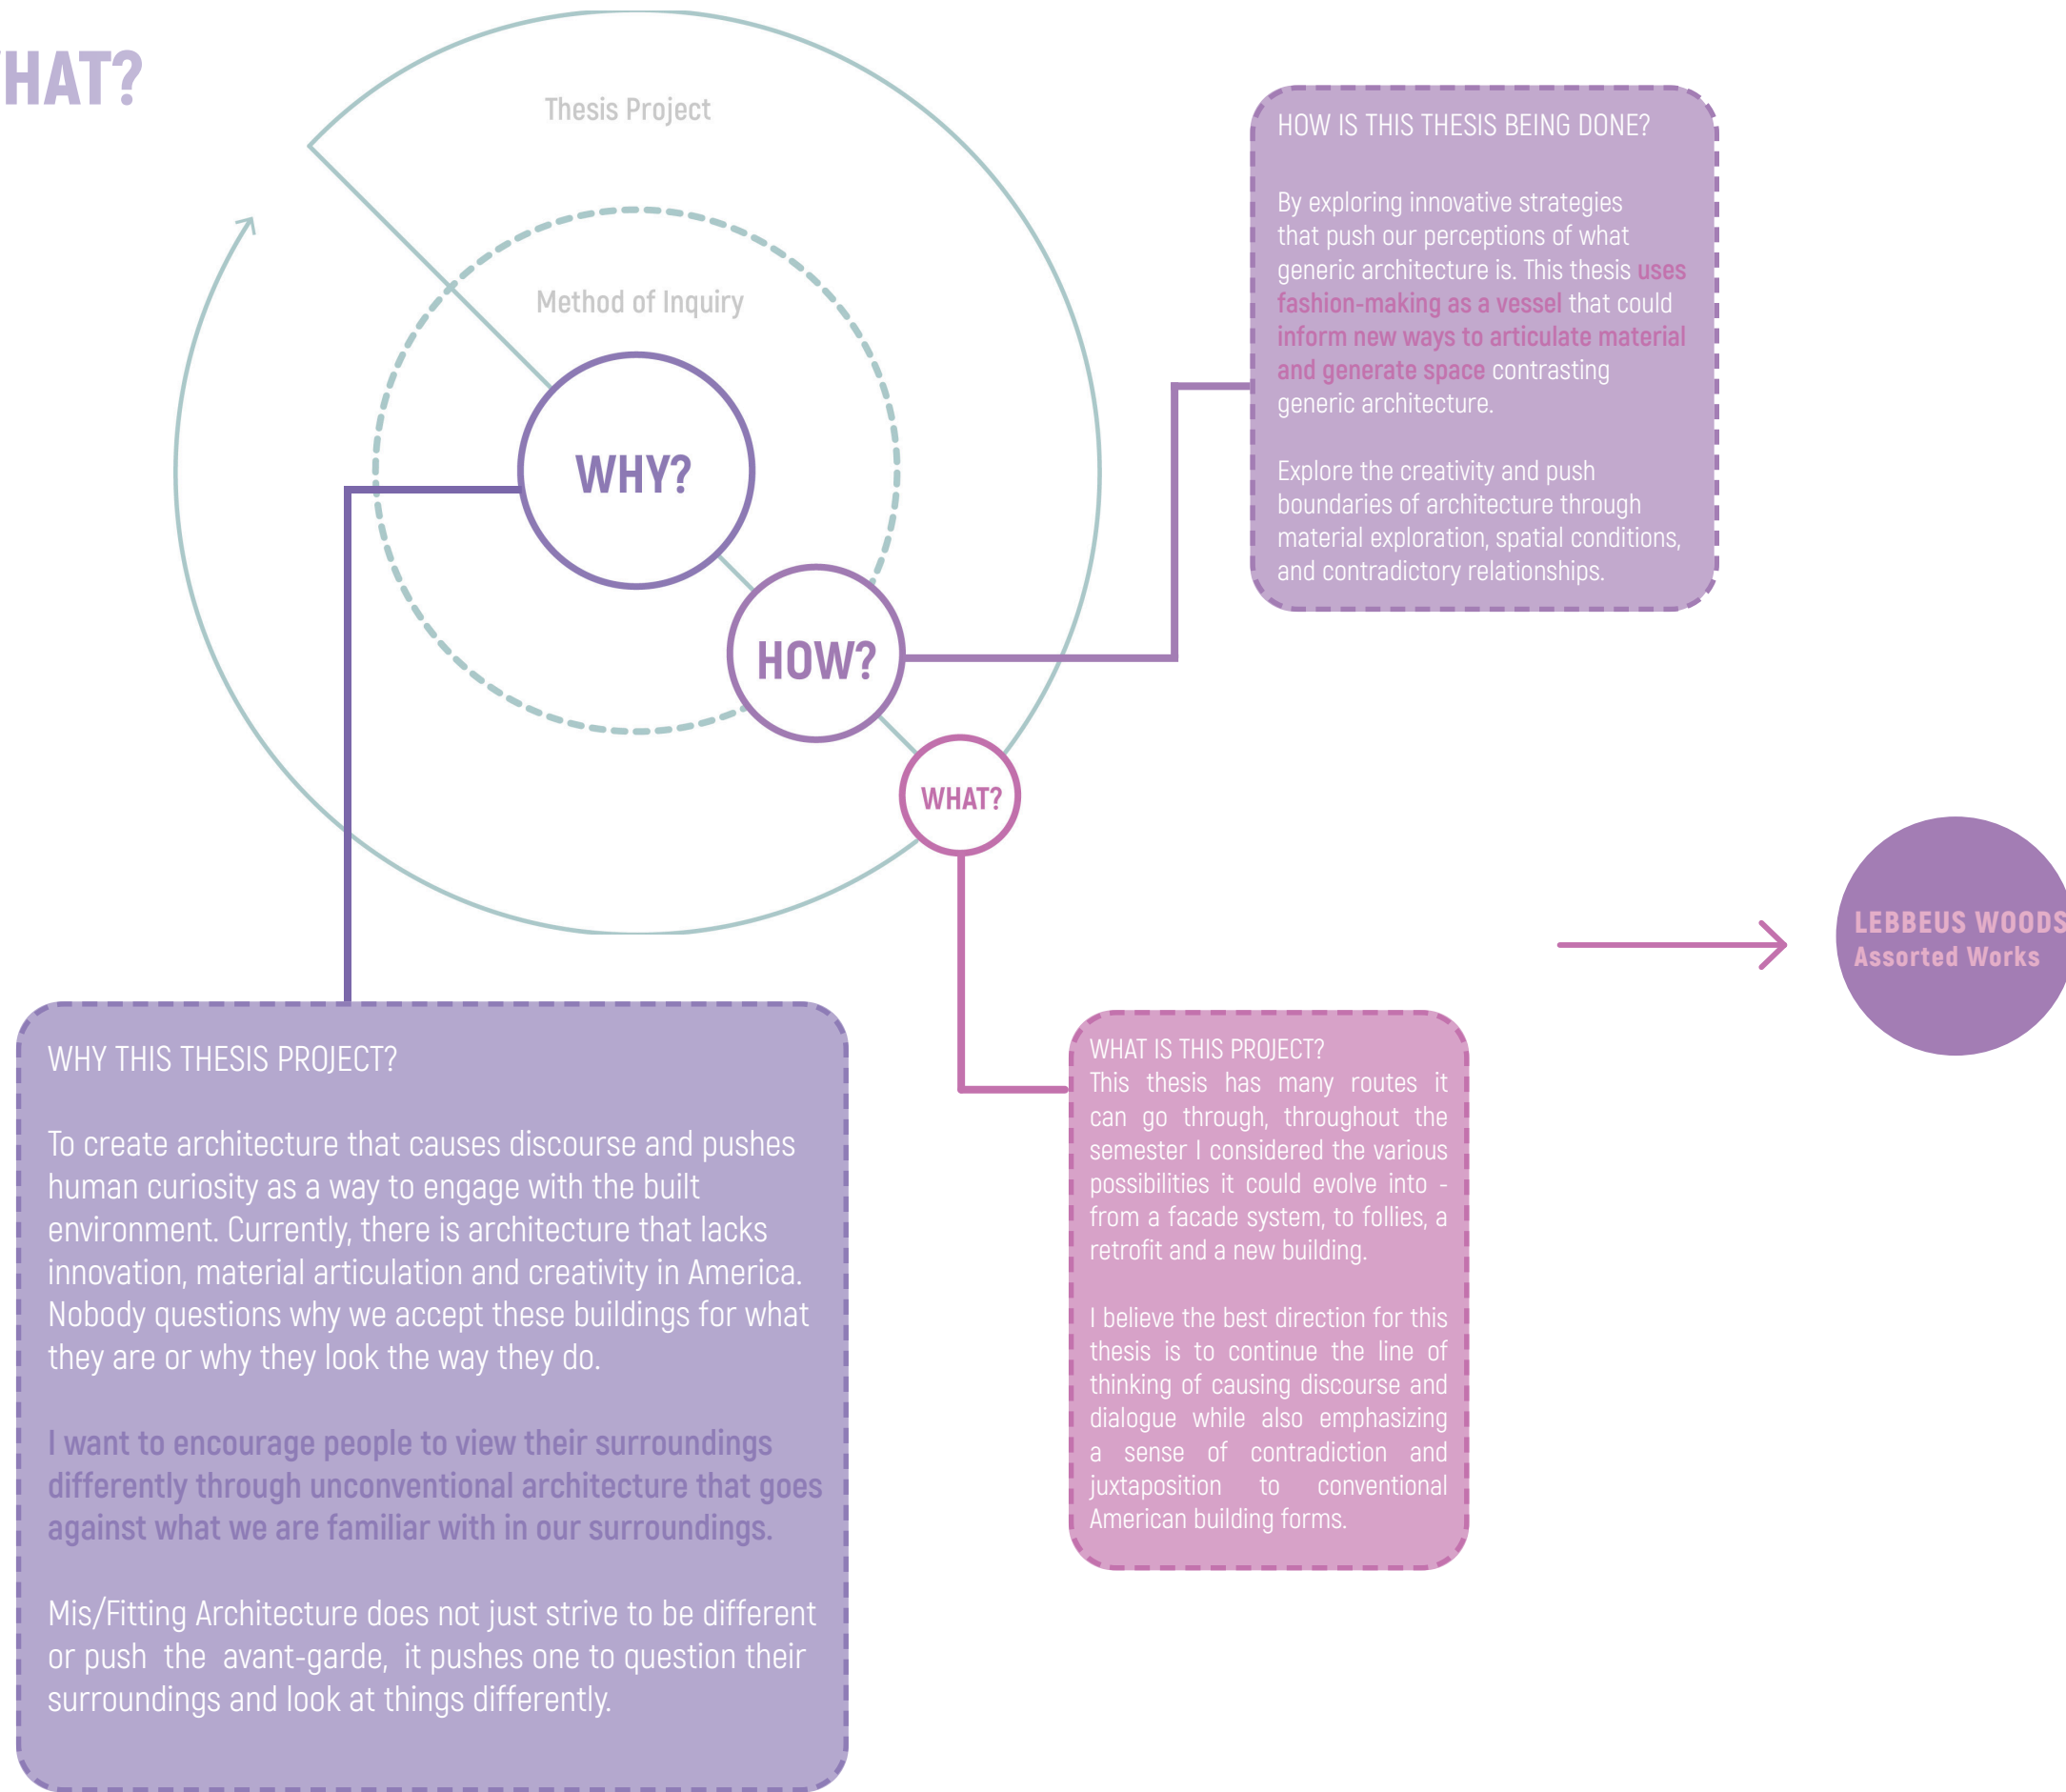 HAT?
Thesis Project
Method of Inquiry
WHY?
HOW?
WHAT?
HOW IS THIS THESIS BEING DONE?
By exploring innovative strategies
that push our perceptions of what
generic architecture is. This thesis uses
fashion-making as a vessel that could
inform new ways to articulate material
and generate space contrasting
generic architecture.
Explore the creativity and push
boundaries of architecture through
material exploration, spatial conditions,
and contradictory relationships.
LEBBEUS WOODS
Assorted Works
WHY THIS THESIS PROJECT?
To create architecture that causes discourse and pushes
human curiosity as a way to engage with the built
environment. Currently, there is architecture that lacks
innovation, material articulation and creativity in America.
Nobody questions why we accept these buildings for what
they are or why they look the way they do.
I want to encourage people to view their surroundings
differently through unconventional architecture that goes
against what we are familiar with in our surroundings.
Mis/Fitting Architecture does not just strive to be different
or push the avant-garde, it pushes one to question their
surroundings and look at things differently.
WHAT IS THIS PROJECT?
This thesis has many routes it
can go through, throughout the
semester I considered the various
possibilities it could evolve into -
from a facade system, to follies, a
retrofit and a new building.
I believe the best direction for this
thesis is to continue the line of
thinking of causing discourse and
dialogue while also emphasizing
a sense of contradiction and
juxtaposition to conventional
American building forms.